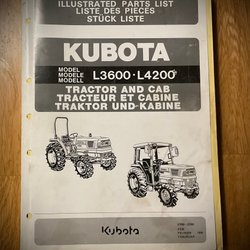 ILLUSTRATED PARTS LIST
LISTE DES PIECES
STÜCK LISTE
KUBOTA
MODEL
MODELE
MODELL
L3600·L4200
TRACTOR AND CAB
TRACTEUR ET CABINE
TRAKTOR UND KABINE
Kubota